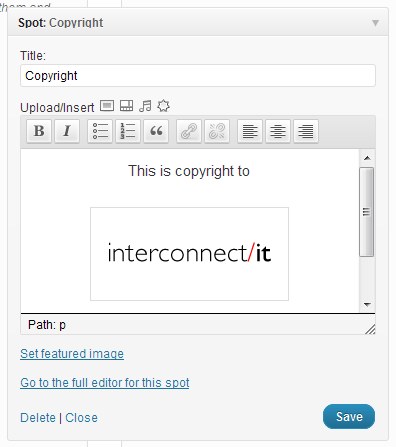 them and
Spot: Copyright
Title:
Copyright
Upload/Insert
B I
This is copyright to
interconnect/it
Path: p
Set featured image
Go to the full editor for this spot
Delete | Close
Save